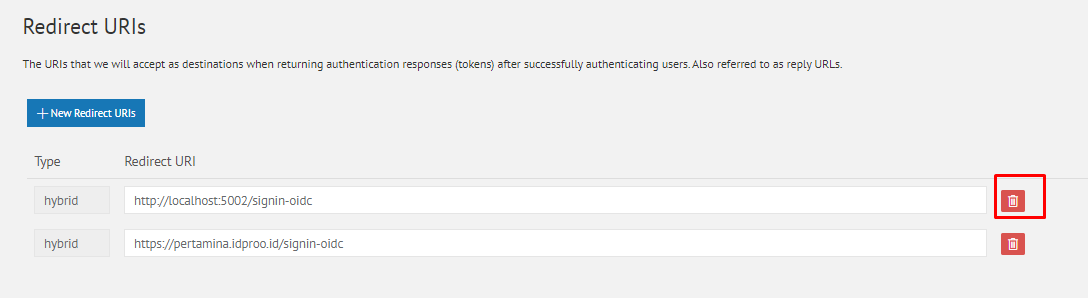 Redirect URIs
The URIs that we will accept as destinations when returning authentication responses (tokens) after successfully authenticating users. Also referred to as reply URLs.
+ New Redirect URIs
Type Redirect URI
hybrid http://localhost:5002/signin-oidc
hybrid https://pertamina.idproo.id/signin-oidc